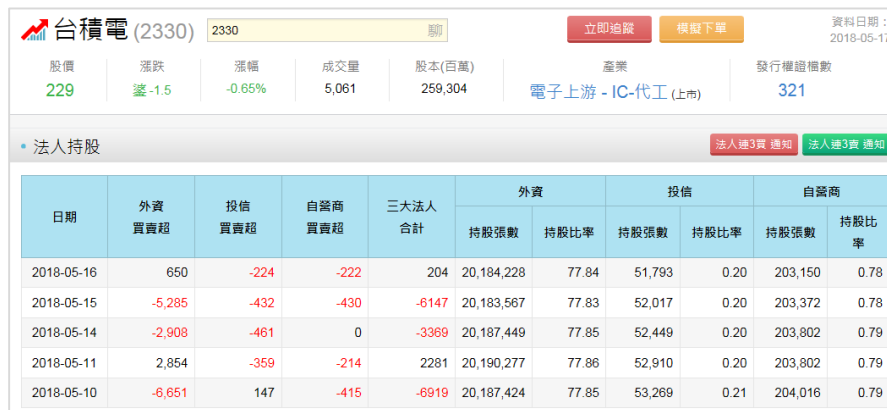 台積電 (2330) 2330 聊 立即追蹤 模擬下單 資料日期：
2018-05-17
股價 漲跌 漲幅 成交量 股本(百萬) 產業 發行權證檔數
229 -1.5 -0.65% 5,061 259,304 電子上游 - IC-代工 (上市) 321
法人持股 法人連3買 通知 法人連3賣 通知
外資 投信 自營商
日期 外資 買賣超 投信 買賣超 自營商 買賣超 三大法人 合計 持股張數 持股比率 持股張數 持股比率 持股張數 持股比率
2018-05-16 650 -224 -222 204 20,184,228 77.84 51,793 0.20 203,150 0.78
2018-05-15 -5,285 -432 -430 -6147 20,183,567 77.83 52,017 0.20 203,372 0.78
2018-05-14 -2,908 -461 0 -3369 20,187,449 77.85 52,449 0.20 203,802 0.79
2018-05-11 2,854 -359 -214 2281 20,190,277 77.86 52,910 0.20 203,802 0.79
2018-05-10 -6,651 147 -415 -6919 20,187,424 77.85 53,269 0.21 204,016 0.79